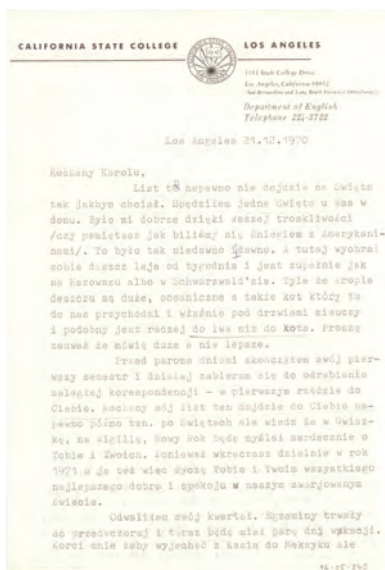 CALIFORNIA STATE COLLEGE LOS ANGELES
5151 State College Drive
Los Angeles, California 90032
Department of English
Telephone 224-3722
Los Angeles 21.12.1970
Kochany Karolu,
List te napewno nie dojdzie na święta
tak jakbym chciał. Spędziłem jedne święta u Was w
domu. Było mi dobrze dzięki waszej troskliwości
/czy pamiętasz jak biliśmy się śniegiem z Amerykani-
nami/. To było tak niedawno dawno. A tutaj wyobraź
sobie deszcz leje od tygodnia i jest zupełnie jak
na Mazowszu albo w Schwarzwald'zie. Tyle że krople
deszczu są duże, oceaniczne a także kot który tu
do nas przychodzi i właśnie pod drzwiami miauczy
i podobny jest raczej do lwa niż do kota. Proszę
zauważ że mówię duże a nie lepsze.
Przed paroma dniami skończyłem swój pier-
wszy semestr i dzisiaj zabieram się do odrabiania
zaległej korespondencji - w pierwszym rzędzie do
Ciebie. Kochany mój list ten dojdzie do Ciebie na-
pewno późno ten. po Świętach ale wiedz że w Gwiazd-
kę, na Wigilię, Nowy Rok będę myślał serdecznie o
Tobie i Twoich. Ponieważ wkraczasz dzielnie w rok
1971 a ja też więc życzę Tobie i Twoim wszystkiego
najlepszego dobra i spokoju w naszym zwariowanym
świecie.
Odwaliłem swój kwartał. Egzaminy trwały
do przedwczoraj i teraz będę miał parę dni wakacji.
Korci mnie żeby wyjechać z Kasią do Meksyku ale